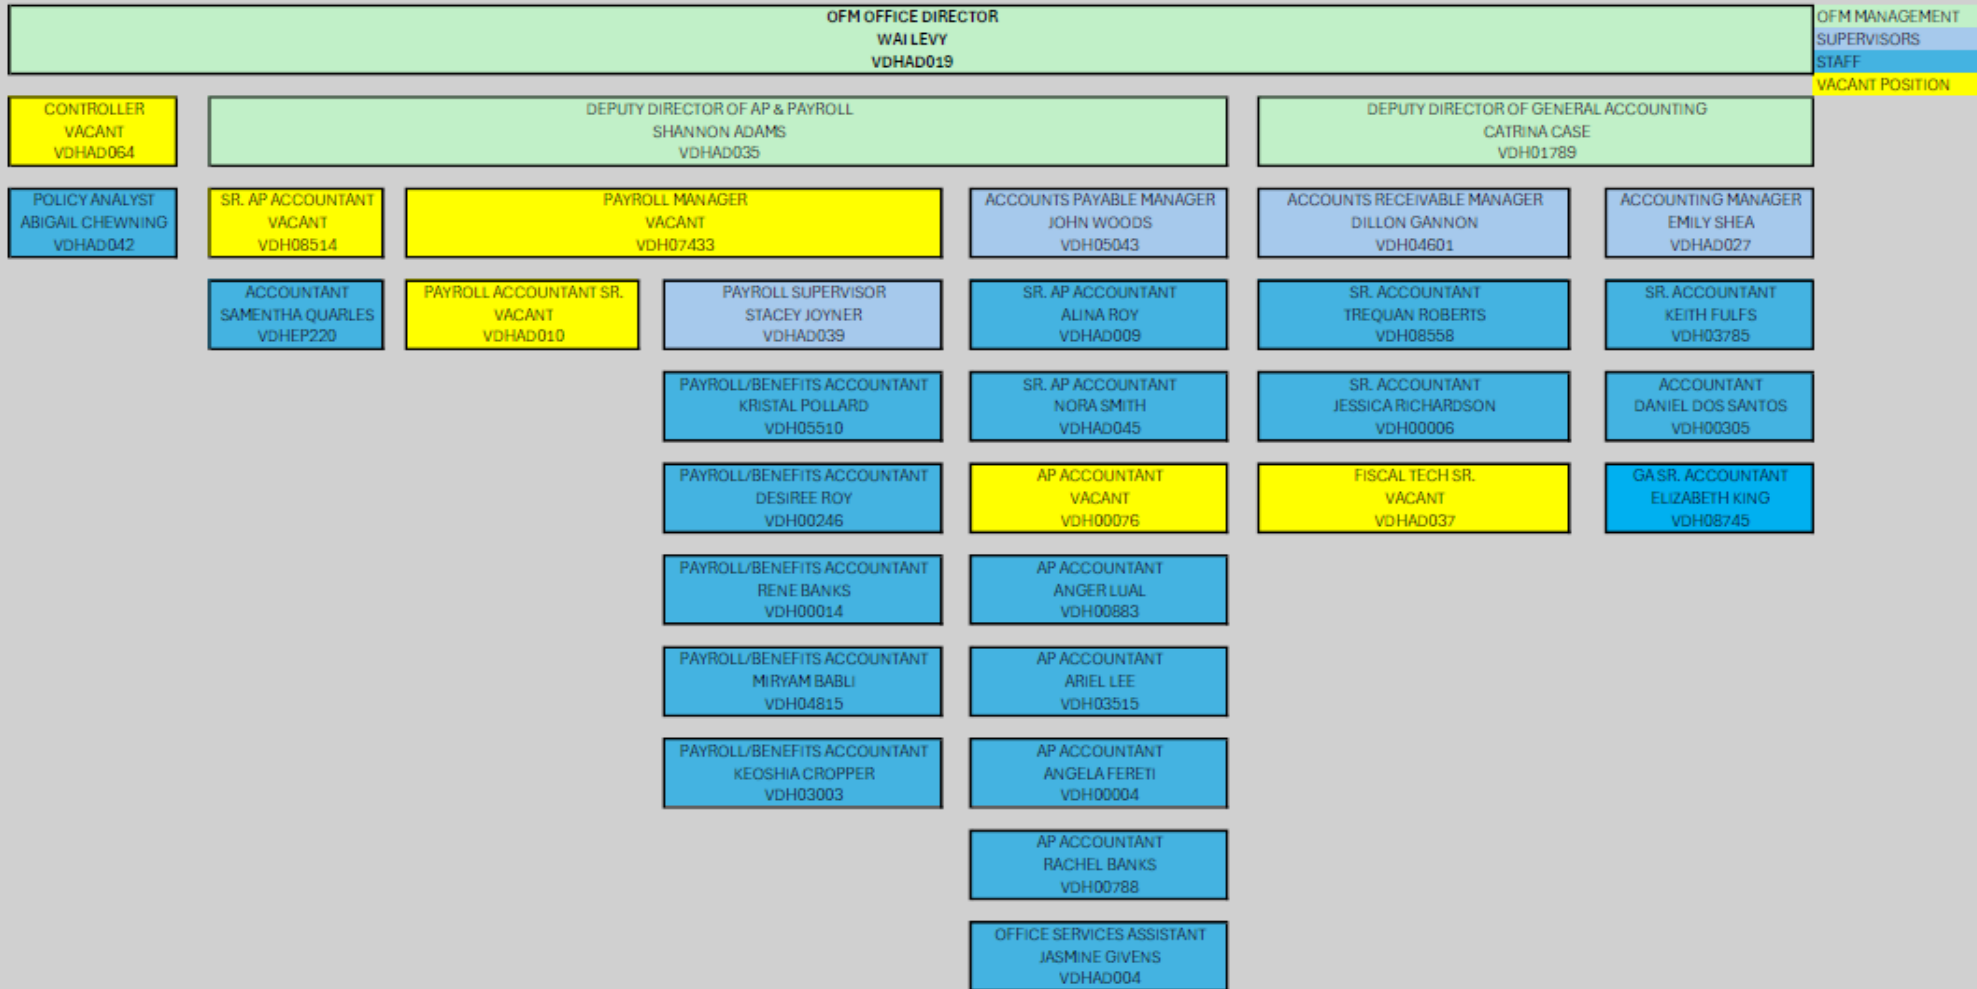 OFM OFFICE DIRECTOR
WAI LEVY
VDHAD019
OFM MANAGEMENT
SUPERVISORS
STAFF
VACANT POSITION
CONTROLLER
VACANT
VDHAD064
DEPUTY DIRECTOR OF AP & PAYROLL
SHANNON ADAMS
VDHAD035
DEPUTY DIRECTOR OF GENERAL ACCOUNTING
CATRINA CASE
VDH01789
POLICY ANALYST
ABIGAIL CHEWNING
VDHAD042
SR. AP ACCOUNTANT
VACANT
VDH08514
PAYROLL MANAGER
VACANT
VDH07433
ACCOUNTS PAYABLE MANAGER
JOHN WOODS
VDH05043
ACCOUNTS RECEIVABLE MANAGER
DILLON GANNON
VDH04601
ACCOUNTING MANAGER
EMILY SHEA
VDHAD027
ACCOUNTANT
SAMENTHA QUARLES
VDHEP220
PAYROLL ACCOUNTANT SR.
VACANT
VDHAD010
PAYROLL SUPERVISOR
STACEY JOYNER
VDHAD039
SR. AP ACCOUNTANT
ALINA ROY
VDHAD009
SR. ACCOUNTANT
TREQUAN ROBERTS
VDH08558
SR. ACCOUNTANT
KEITH FULFS
VDH03785
PAYROLL/BENEFITS ACCOUNTANT
KRISTAL POLLARD
VDH05510
SR. AP ACCOUNTANT
NORA SMITH
VDHAD045
SR. ACCOUNTANT
JESSICA RICHARDSON
VDH00006
ACCOUNTANT
DANIEL DOS SANTOS
VDH00305
PAYROLL/BENEFITS ACCOUNTANT
DESIREE ROY
VDH00246
AP ACCOUNTANT
VACANT
VDH00076
FISCAL TECH SR.
VACANT
VDHAD037
GA SR. ACCOUNTANT
ELIZABETH KING
VDH08745
PAYROLL/BENEFITS ACCOUNTANT
RENE BANKS
VDH00014
AP ACCOUNTANT
ANGER LUAL
VDH00883
PAYROLL/BENEFITS ACCOUNTANT
MIRYAM BABLI
VDH04815
AP ACCOUNTANT
ARIEL LEE
VDH03515
PAYROLL/BENEFITS ACCOUNTANT
KEOSHIA CROPPER
VDH03003
AP ACCOUNTANT
ANGELA FERETI
VDH00004
AP ACCOUNTANT
RACHEL BANKS
VDH00788
OFFICE SERVICES ASSISTANT
JASMINE GIVENS
VDHAD004